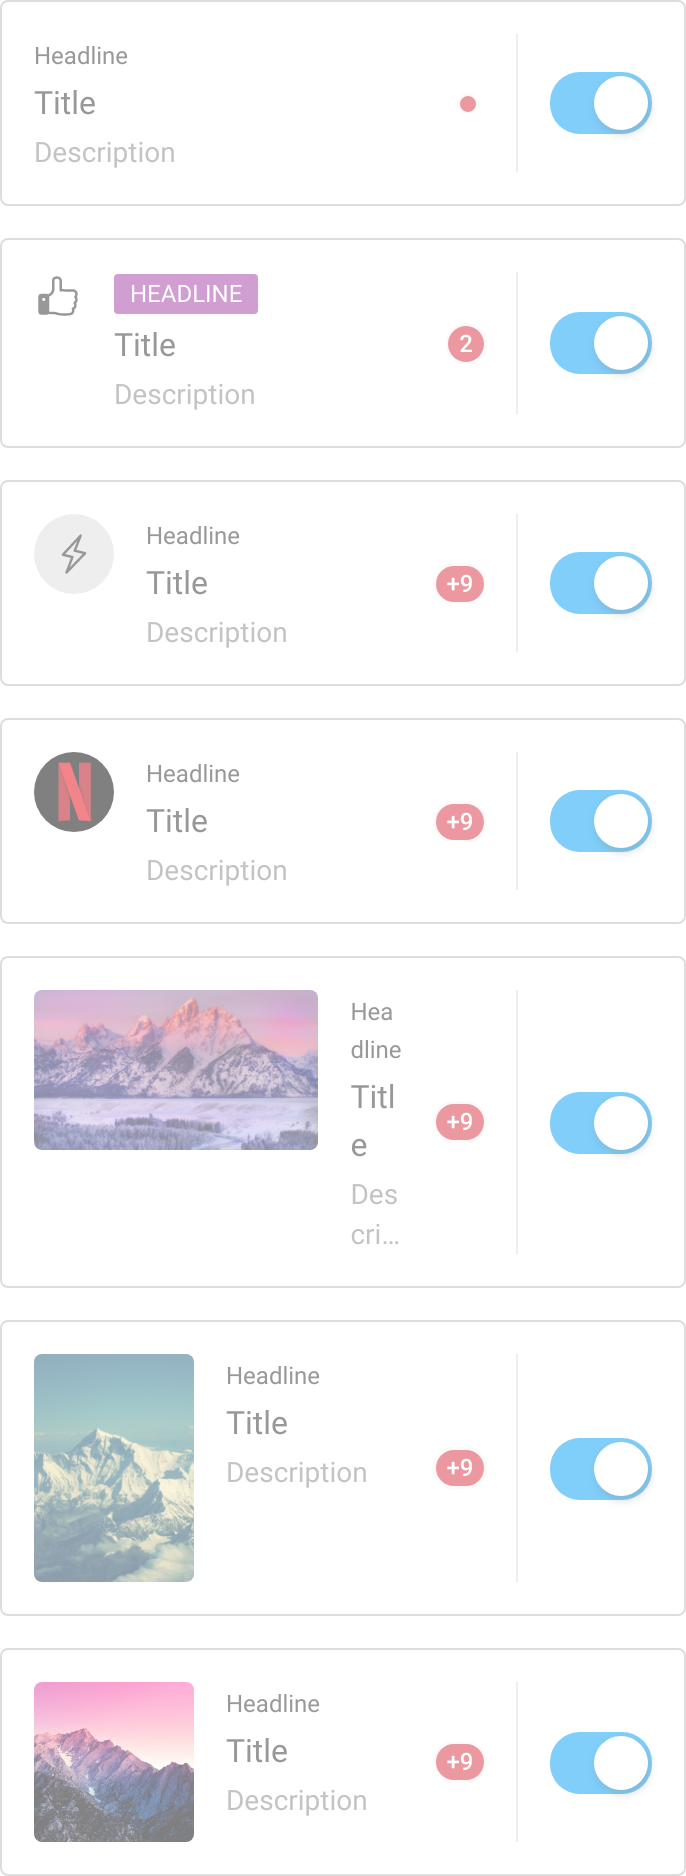 Headline
Title
Description
HEADLINE
Title
2
Description
Headline
Title
+9
Description
N
Headline
Title
+9
Description
Hea
dline
Titl
e
+9
Des
cri...
Headline
Title
+9
Description
Headline
Title
+9
Description